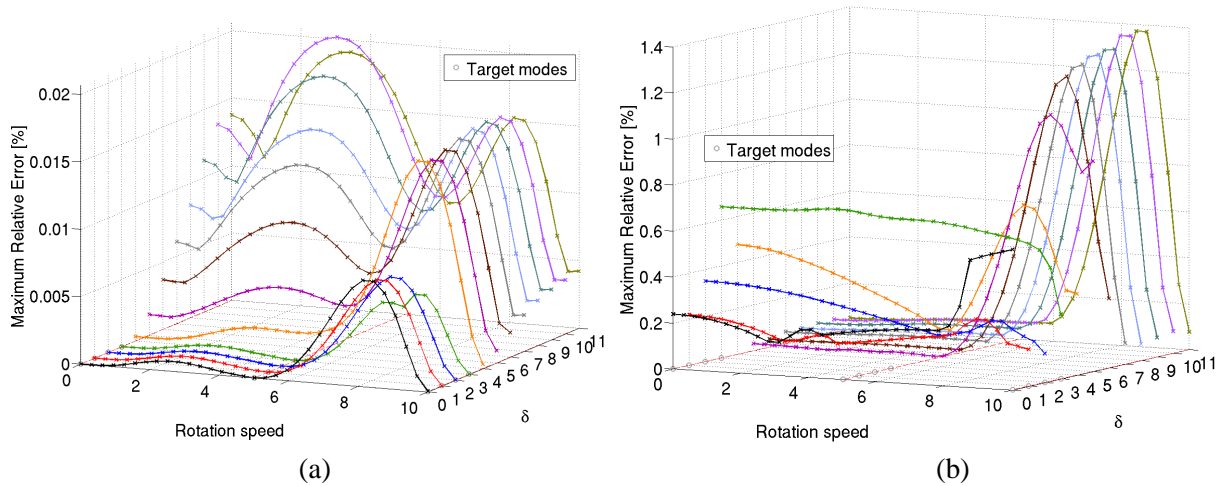 Target modes
0.02
0.015
0.01
0.005
0
Maximum Relative Error [%]
0 2 4 6 8 10
Rotation speed
0 1 2 3 4 5 6 7 8 9 10 11
δ
(a)
Target modes
1.4
1.2
1
0.8
0.6
0.4
0.2
0
Maximum Relative Error [%]
0 2 4 6 8 10
Rotation speed
0 1 2 3 4 5 6 7 8 9 10 11
δ
(b)